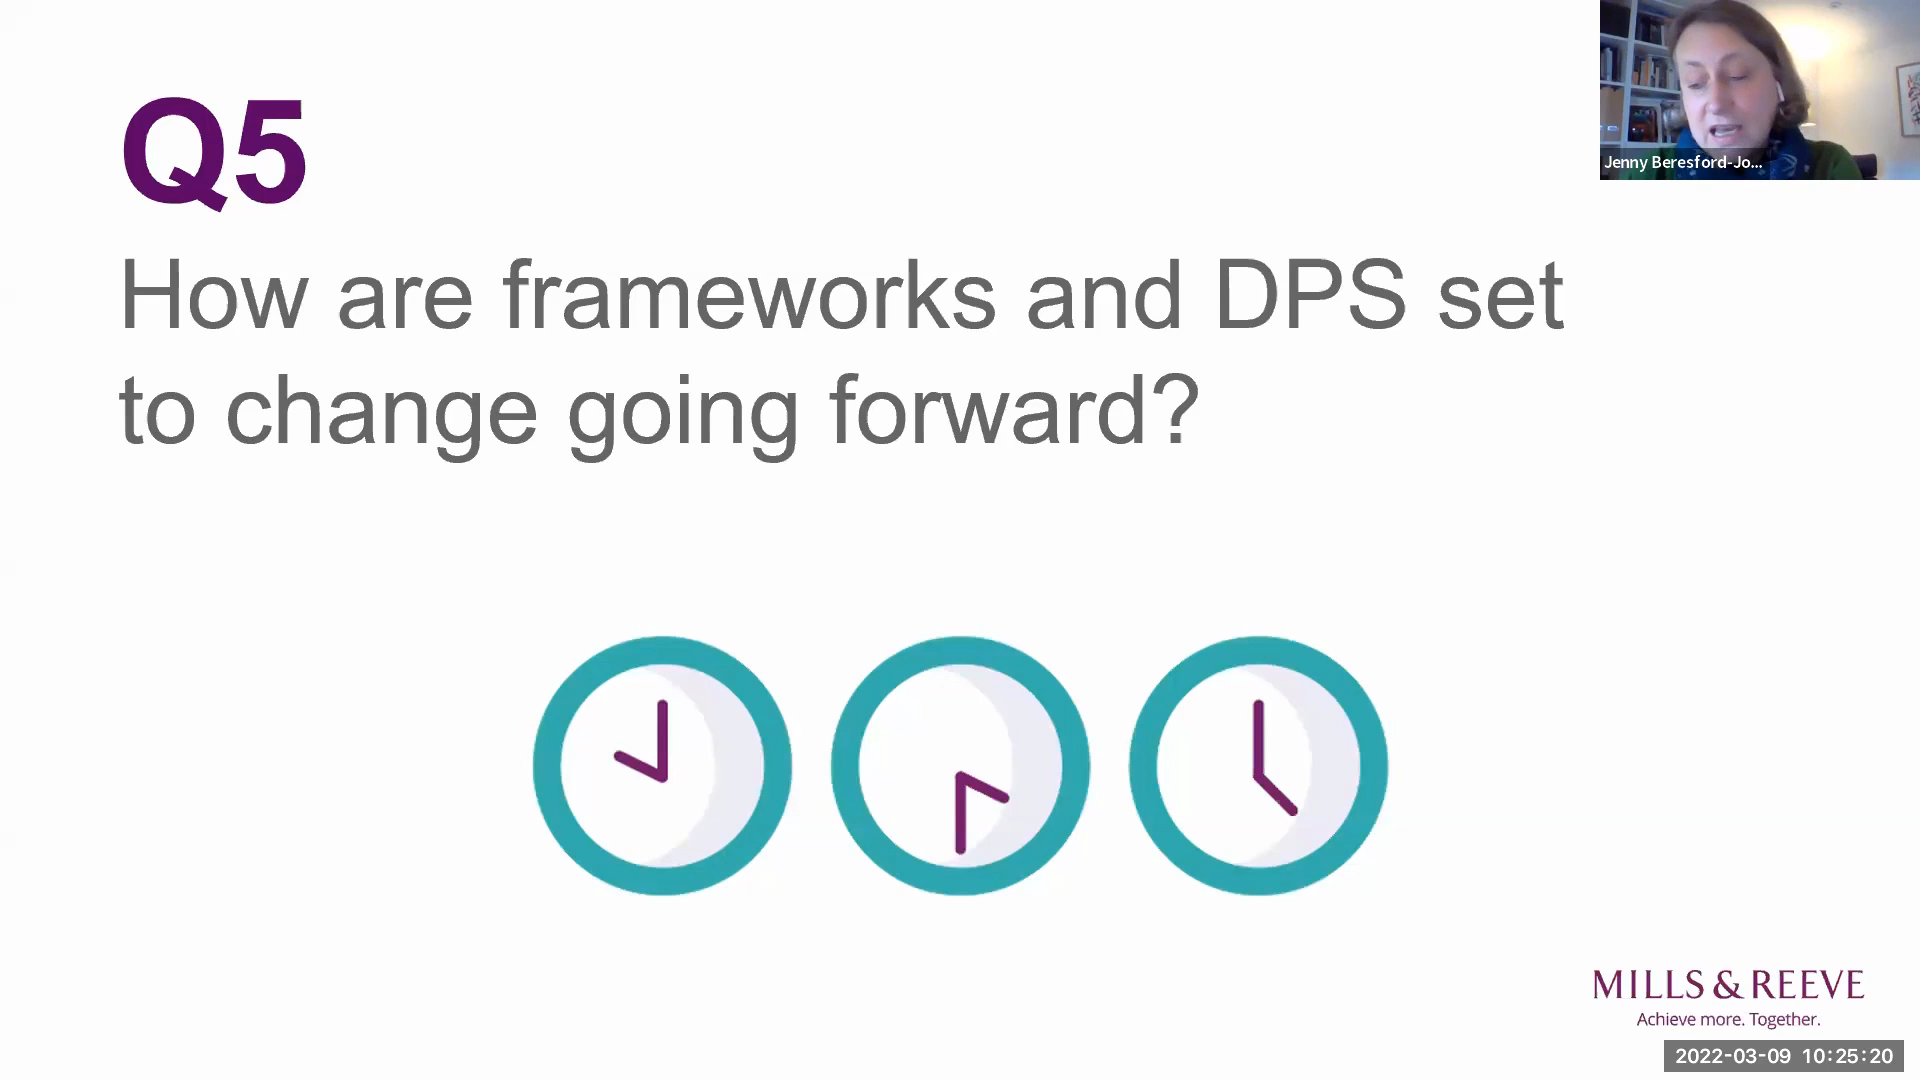 Q5
How are frameworks and DPS set
to change going forward?
Jenny Beresford-Jo...
MILLS & REEVE
Achieve more. Together.
2022-03-09 10:25:20